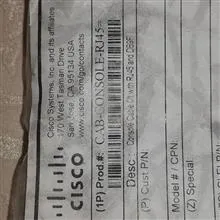 Cisco Systems, Inc. and its affiliates
170 West Tasman Drive
San Jose, CA 95134 USA
www.cisco.com/go/contacts
CISCO
(1P) Prod #: CAB-CONSOLE-RJ45=
Desc: Console Cable 6ft with RJ45 and DB9F
(P) Cust P/N:
Model # / CPN:
(Z) Special: